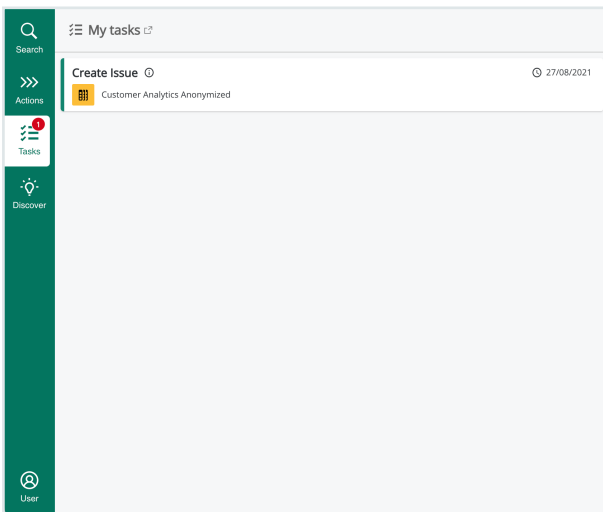 Search
Actions
1
Tasks
Discover
User
My tasks
Create Issue
27/08/2021
Customer Analytics Anonymized